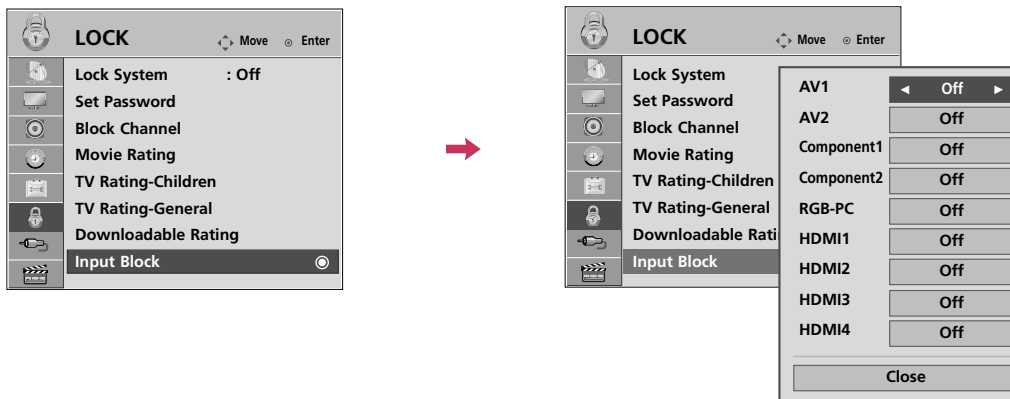 LOCK
Move Enter
Lock System : Off
Set Password
Block Channel
Movie Rating
TV Rating-Children
TV Rating-General
Downloadable Rating
Input Block
LOCK
Move Enter
Lock System
Set Password
Block Channel
Movie Rating
TV Rating-Children
TV Rating-General
Downloadable Rati
Input Block
AV1 ◄ Off ►
AV2 Off
Component1 Off
Component2 Off
RGB-PC Off
HDMI1 Off
HDMI2 Off
HDMI3 Off
HDMI4 Off
Close